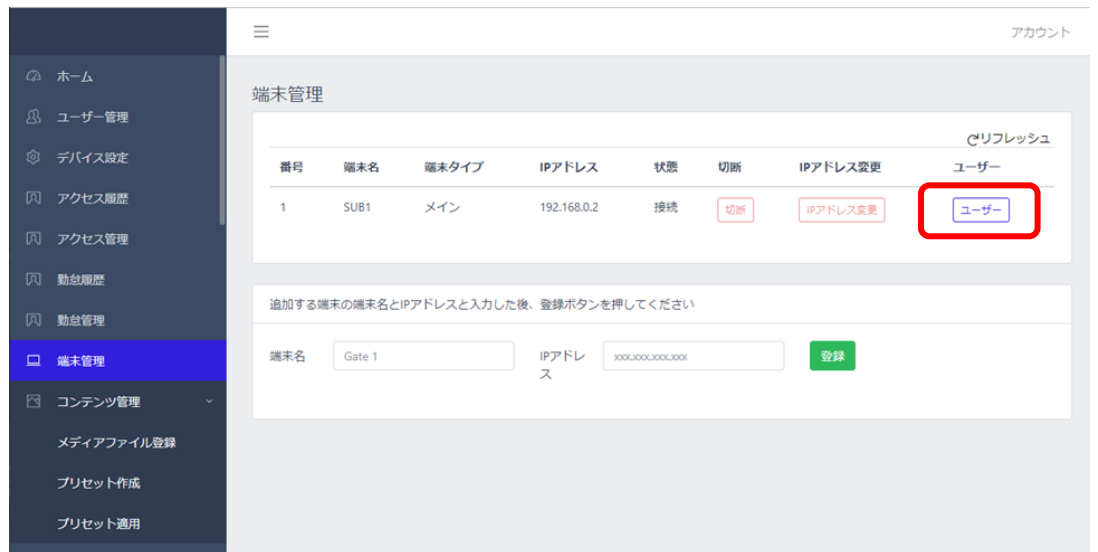 アカウント
ホーム
ユーザー管理
デバイス設定
アクセス履歴
アクセス管理
勤怠履歴
勤怠管理
端末管理
コンテンツ管理
メディアファイル登録
プリセット作成
プリセット適用
端末管理
リフレッシュ
番号 端末名 端末タイプ IPアドレス 状態 切断 IPアドレス変更 ユーザー
1 SUB1 メイン 192.168.0.2 接続 切断 IPアドレス変更 ユーザー
追加する端末の端末名とIPアドレスと入力した後、登録ボタンを押してください
端末名 Gate 1 IPアドレ xxx.xxx.xxx.xxx 登録
ス